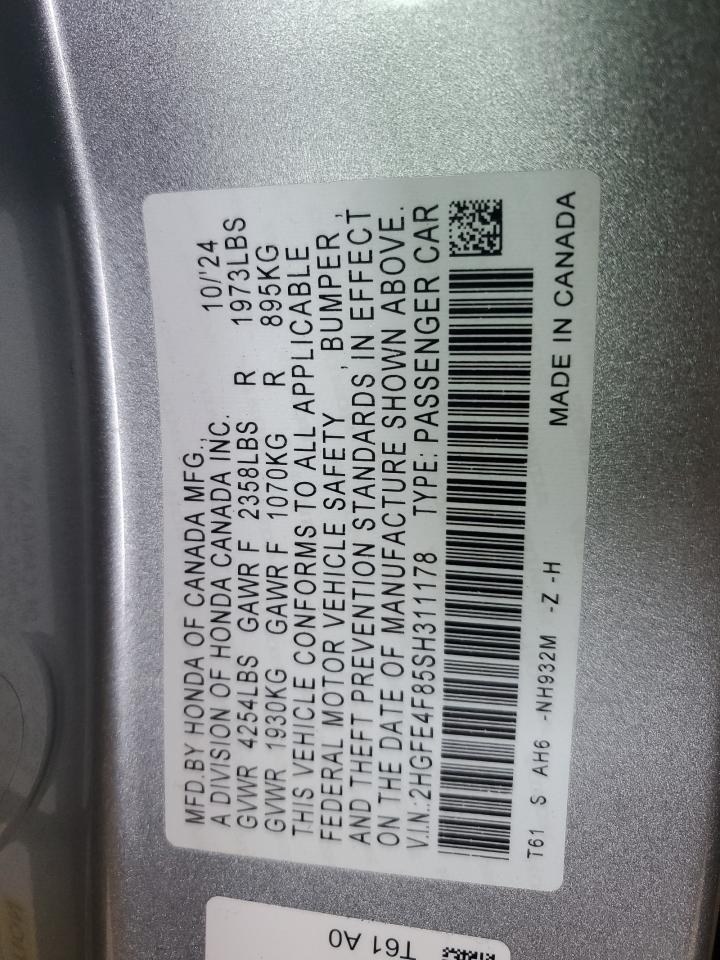 MFD.BY HONDA OF CANADA MFG., 10/'24
A DIVISION OF HONDA CANADA INC.
GVWR 4254LBS GAWR F 2358LBS R 1973LBS
GVWR 1930KG GAWR F 1070KG R 895KG
THIS VEHICLE CONFORMS TO ALL APPLICABLE
FEDERAL MOTOR VEHICLE SAFETY , BUMPER,
AND THEFT PREVENTION STANDARDS IN EFFECT
ON THE DATE OF MANUFACTURE SHOWN ABOVE.
V.I.N.:2HGFE4F85SH311178 TYPE: PASSENGER CAR
T61 S AH6 -NH932M -Z -H MADE IN CANADA
T61 A0